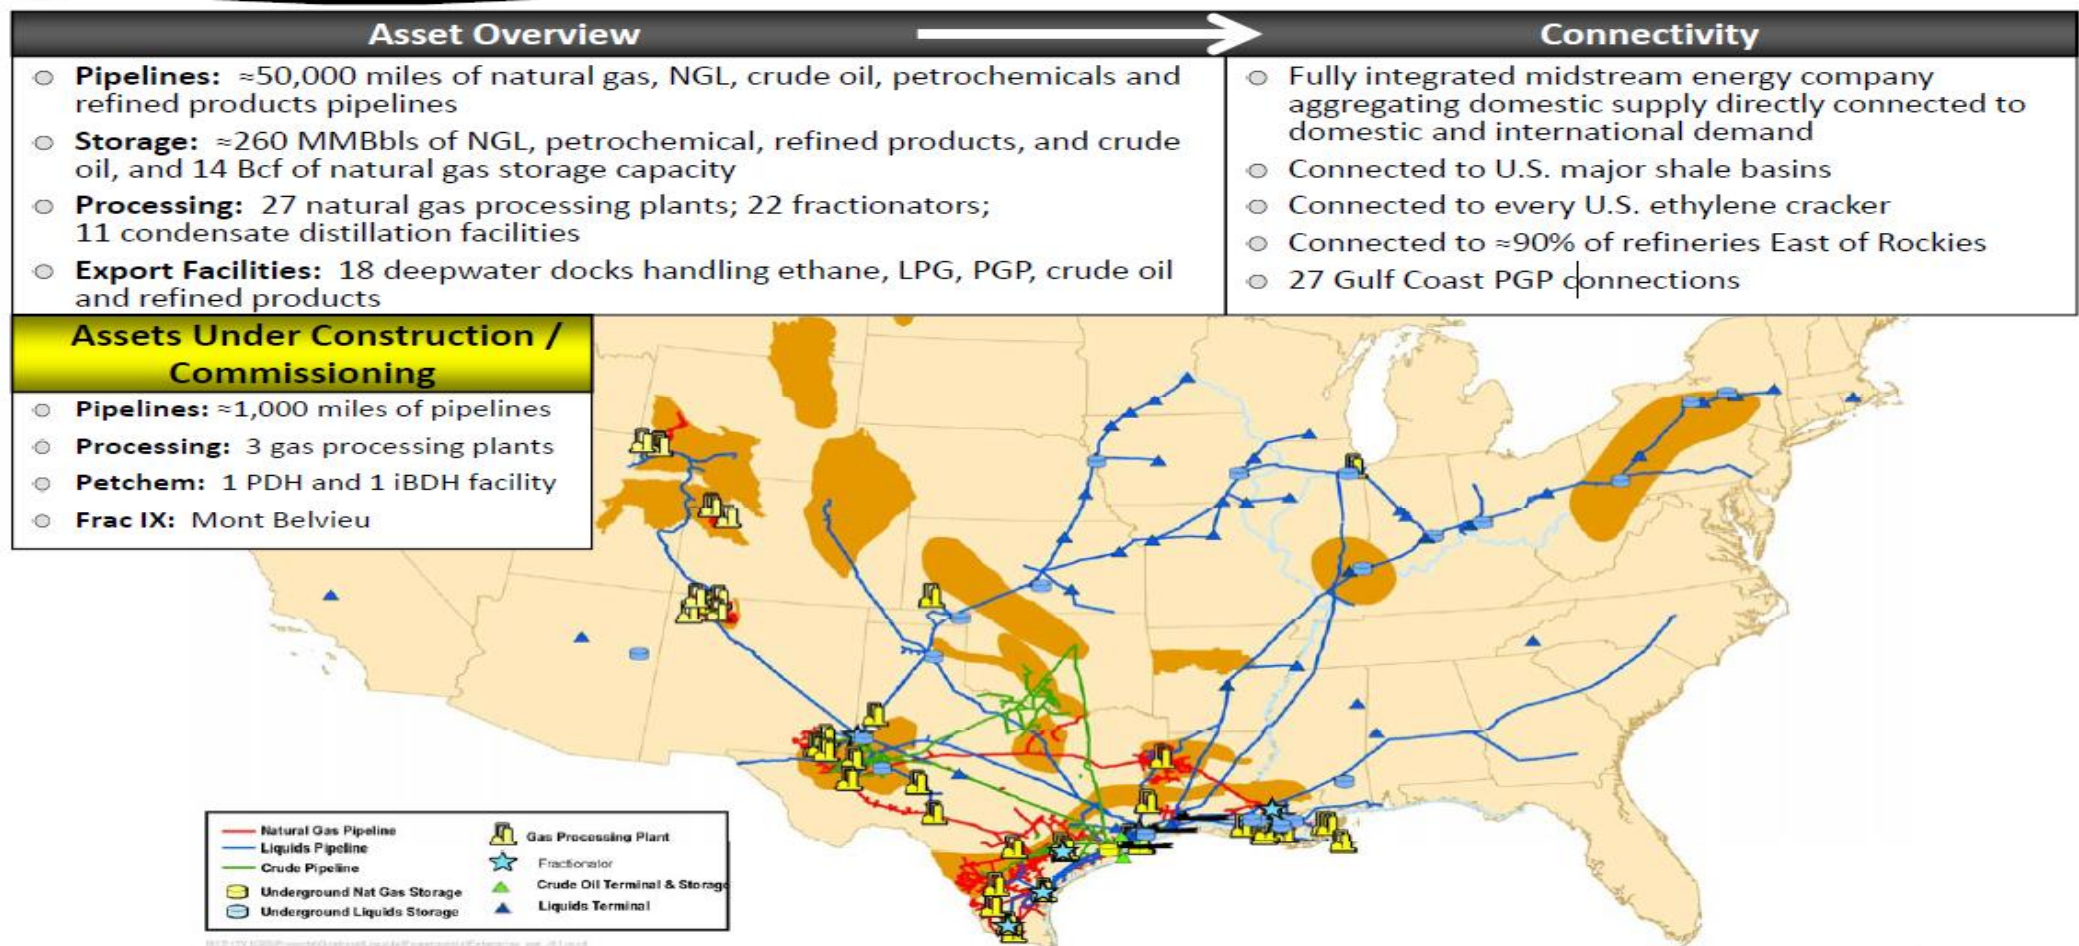 Asset Overview
Connectivity
Pipelines: ≈50,000 miles of natural gas, NGL, crude oil, petrochemicals and
refined products pipelines
Storage: ≈260 MMBbls of NGL, petrochemical, refined products, and crude
oil, and 14 Bcf of natural gas storage capacity
Processing: 27 natural gas processing plants; 22 fractionators;
11 condensate distillation facilities
Export Facilities: 18 deepwater docks handling ethane, LPG, PGP, crude oil
and refined products
Fully integrated midstream energy company
aggregating domestic supply directly connected to
domestic and international demand
Connected to U.S. major shale basins
Connected to every U.S. ethylene cracker
Connected to ≈90% of refineries East of Rockies
27 Gulf Coast PGP connections
Assets Under Construction /
Commissioning
Pipelines: ≈1,000 miles of pipelines
Processing: 3 gas processing plants
Petchem: 1 PDH and 1 iBDH facility
Frac IX: Mont Belvieu
Natural Gas Pipeline
Liquids Pipeline
Crude Pipeline
Underground Nat Gas Storage
Underground Liquids Storage
Gas Processing Plant
Fractionator
Crude Oil Terminal & Storage
Liquids Terminal